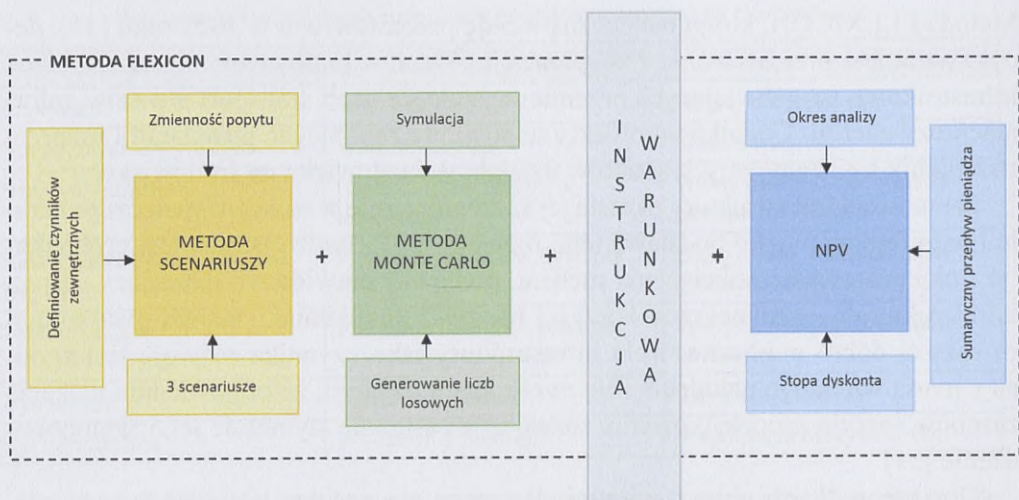 METODA FLEXICON
Definiowanie czynników
zewnętrznych
Zmienność popytu
METODA
SCENARIUSZY
3 scenariusze
+
Symulacja
METODA
MONTE CARLO
Generowanie liczb
losowych
+
INSTRUKCJA
WARUNKOWA
+
Okres analizy
NPV
Stopa dyskonta
Sumaryczny przepływ pieniądza